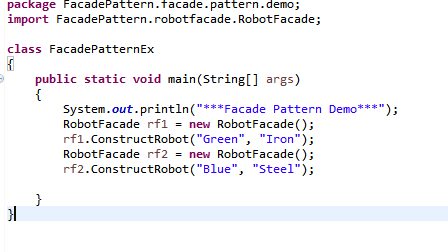 package FacadePattern.facade.pattern.demo;
import FacadePattern.robotfacade.RobotFacade;
class FacadePatternEx
{
public static void main(String[] args)
{
System.out.println("***Facade Pattern Demo***");
RobotFacade rf1 = new RobotFacade();
rf1.ConstructRobot("Green", "Iron");
RobotFacade rf2 = new RobotFacade();
rf2.ConstructRobot("Blue", "Steel");
}
}